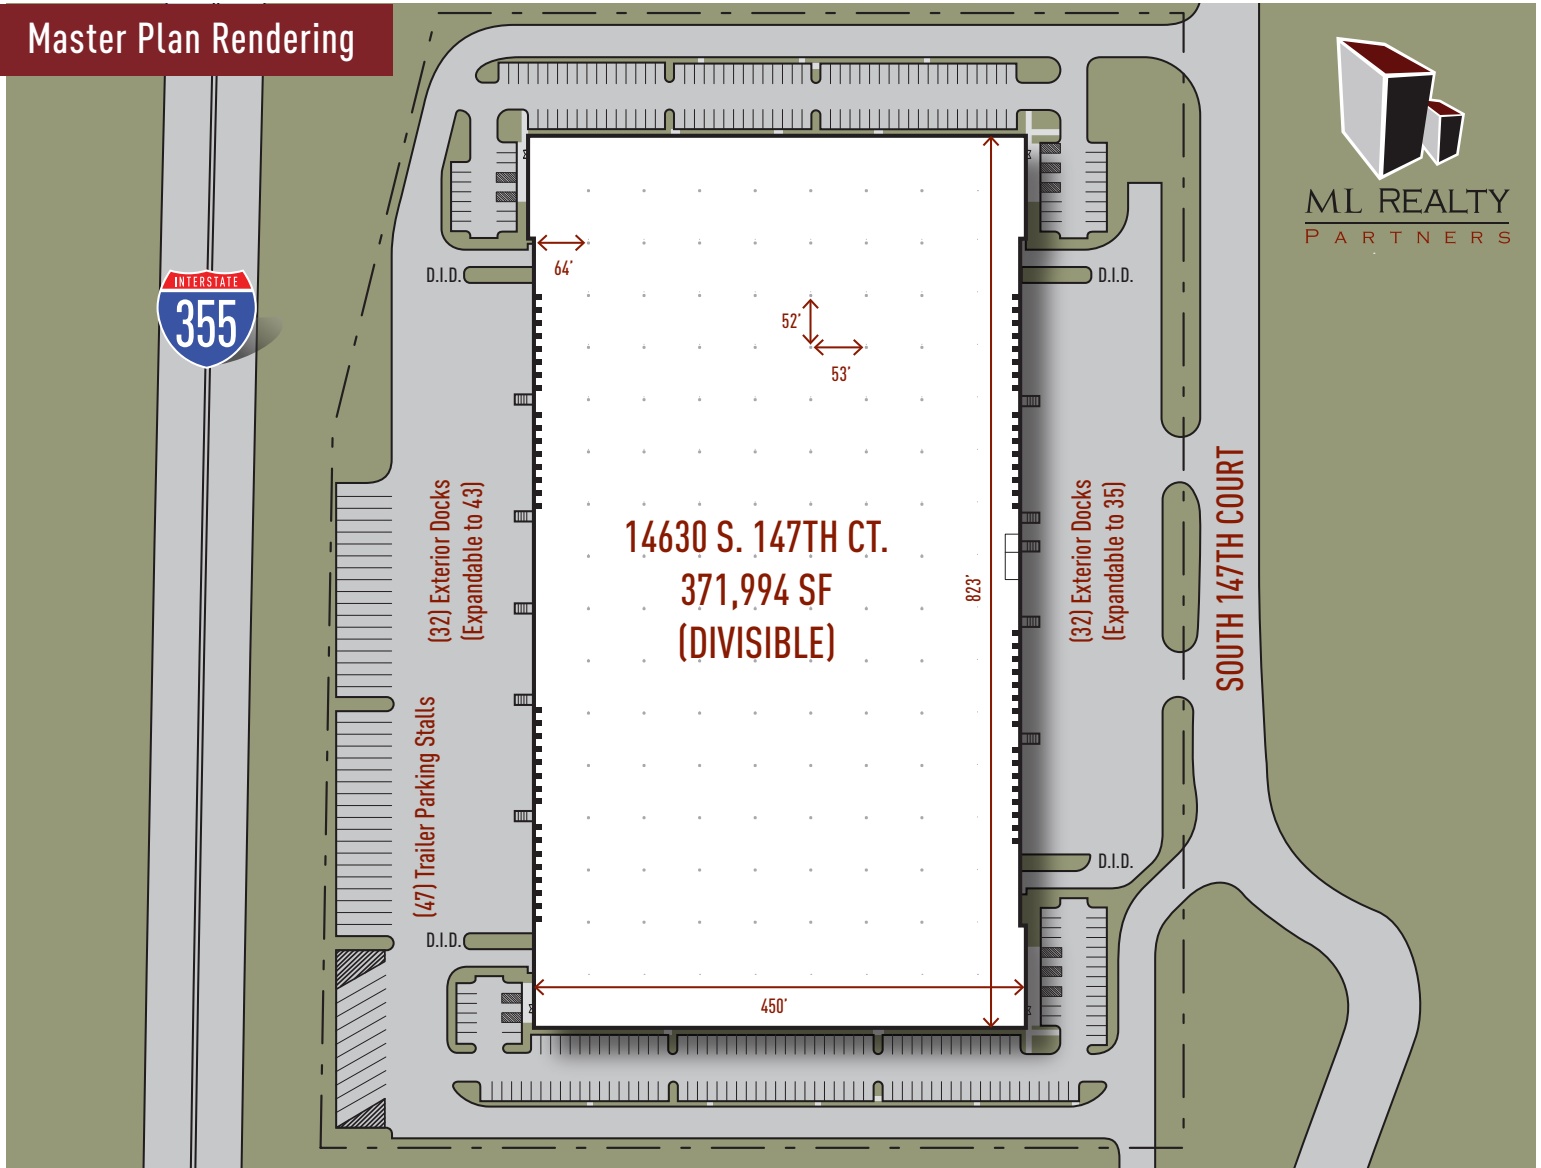 Master Plan Rendering
ML REALTY
PARTNERS
INTERSTATE
355
D.I.D.
64'
D.I.D.
52'
53'
(32) Exterior Docks
(Expandable to 43)
14630 S. 147TH CT.
371,994 SF
(DIVISIBLE)
823'
(32) Exterior Docks
(Expandable to 35)
SOUTH 147TH COURT
(47) Trailer Parking Stalls
D.I.D.
D.I.D.
450'